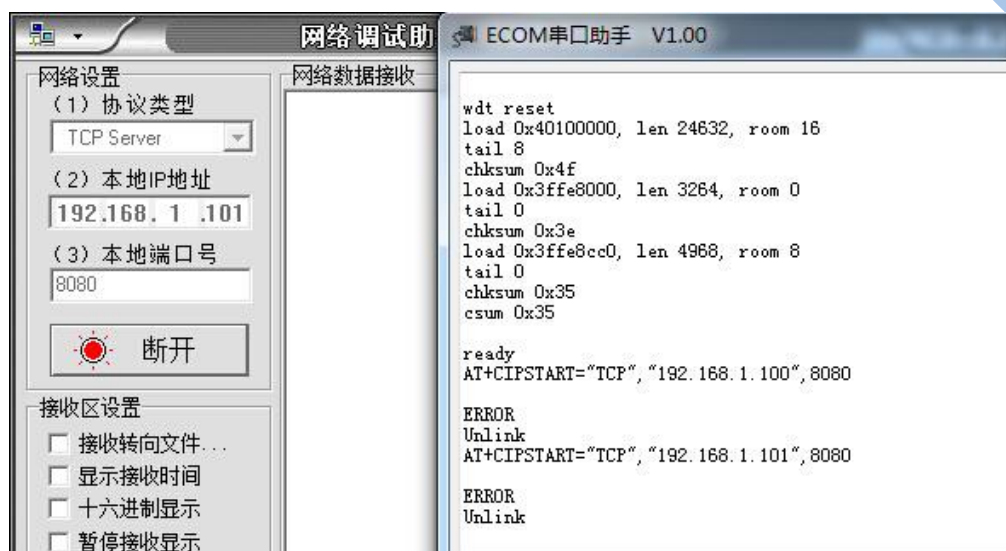 网络调试助
网络设置
(1) 协议类型
TCP Server
(2) 本地IP地址
192.168. 1 .101
(3) 本地端口号
8080
断开
接收区设置
接收转向文件...
显示接收时间
十六进制显示
暂停接收显示
网络数据接收
ECOM串口助手 V1.00
wdt reset
load 0x40100000, len 24632, room 16
tail 8
chksum 0x4f
load 0x3ffe8000, len 3264, room 0
tail 0
chksum 0x3e
load 0x3ffe8cc0, len 4968, room 8
tail 0
chksum 0x35
csum 0x35
ready
AT+CIPSTART="TCP","192.168.1.100",8080
ERROR
Unlink
AT+CIPSTART="TCP","192.168.1.101",8080
ERROR
Unlink